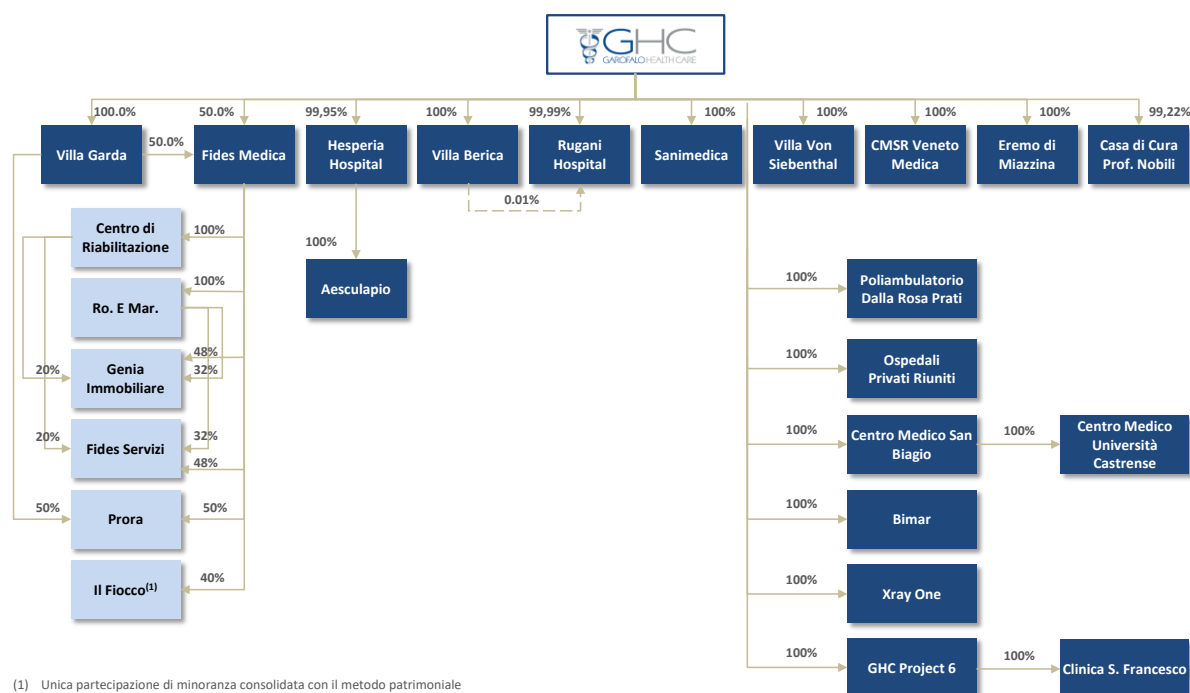 GHC
GAROFALO HEALTH CARE
100.0%
50.0%
99,95%
100%
99,99%
100%
100%
100%
100%
99,22%
Villa Garda
50.0%
Fides Medica
Hesperia
Hospital
Villa Berica
Rugani
Hospital
Sanimedica
Villa Von
Siebenthal
CMSR Veneto
Medica
Eremo di
Miazzina
Casa di Cura
Prof. Nobili
0.01%
Centro di
Riabilitazione
100%
100%
Aesculapio
100%
Ro. E Mar.
48%
20%
Genia
Immobiliare
32%
20%
Fides Servizi
32%
48%
50%
Prora
50%
Il Fiocco(1)
40%
100%
Poliambulatorio
Dalla Rosa Prati
100%
Ospedali
Privati Riuniti
100%
Centro Medico San
Biagio
100%
Centro Medico
Università
Castrense
100%
Bimar
100%
Xray One
100%
GHC Project 6
100%
Clinica S. Francesco
(1) Unica partecipazione di minoranza consolidata con il metodo patrimoniale